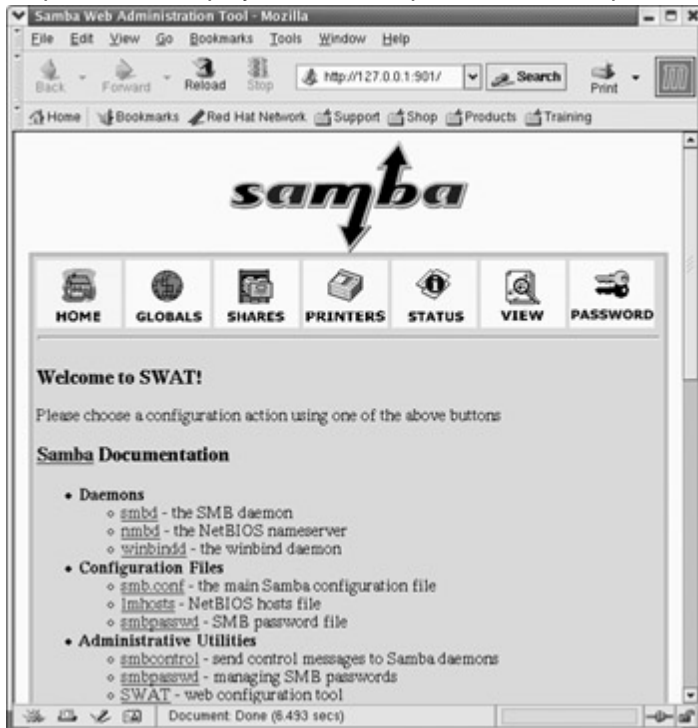 Samba Web Administration Tool - Mozilla
File Edit View Go Bookmarks Tools Window Help
Back Forward Reload Stop http://127.0.0.1:901/ Search Print
Home Bookmarks Red Hat Network Support Shop Products Training
samba
HOME GLOBALS SHARES PRINTERS STATUS VIEW PASSWORD
Welcome to SWAT!
Please choose a configuration action using one of the above buttons
Samba Documentation
• Daemons
◦ smbd - the SMB daemon
◦ nmbd - the NetBIOS nameserver
◦ winbindd - the winbind daemon
• Configuration Files
◦ smb.conf - the main Samba configuration file
◦ lmhosts - NetBIOS hosts file
◦ smbpasswd - SMB password file
• Administrative Utilities
◦ smbcontrol - send control messages to Samba daemons
◦ smbpasswd - managing SMB passwords
◦ SWAT - web configuration tool
Document: Done (6.493 secs)